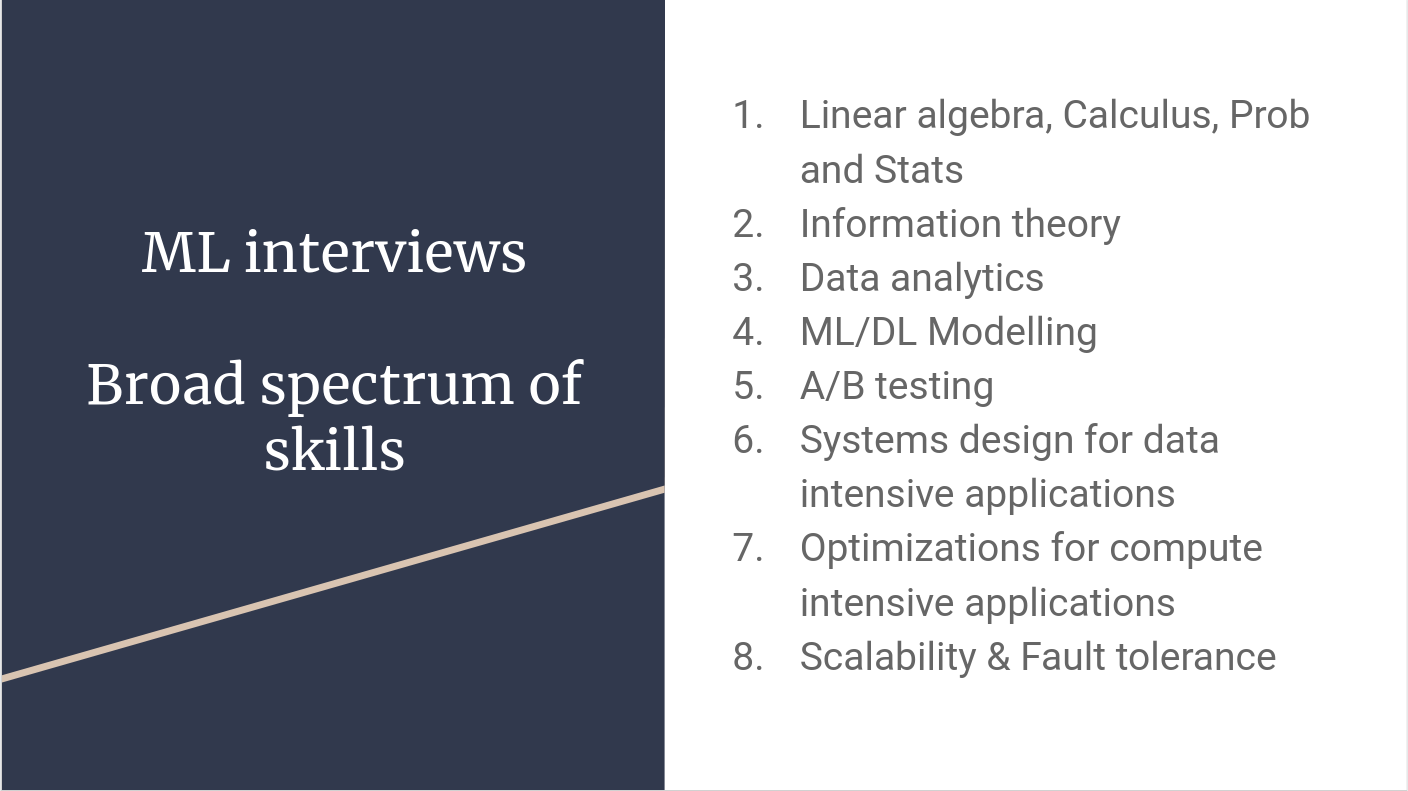 ML interviews
Broad spectrum of
skills
1. Linear algebra, Calculus, Prob
and Stats
2. Information theory
3. Data analytics
4. ML/DL Modelling
5. A/B testing
6. Systems design for data
intensive applications
7. Optimizations for compute
intensive applications
8. Scalability & Fault tolerance